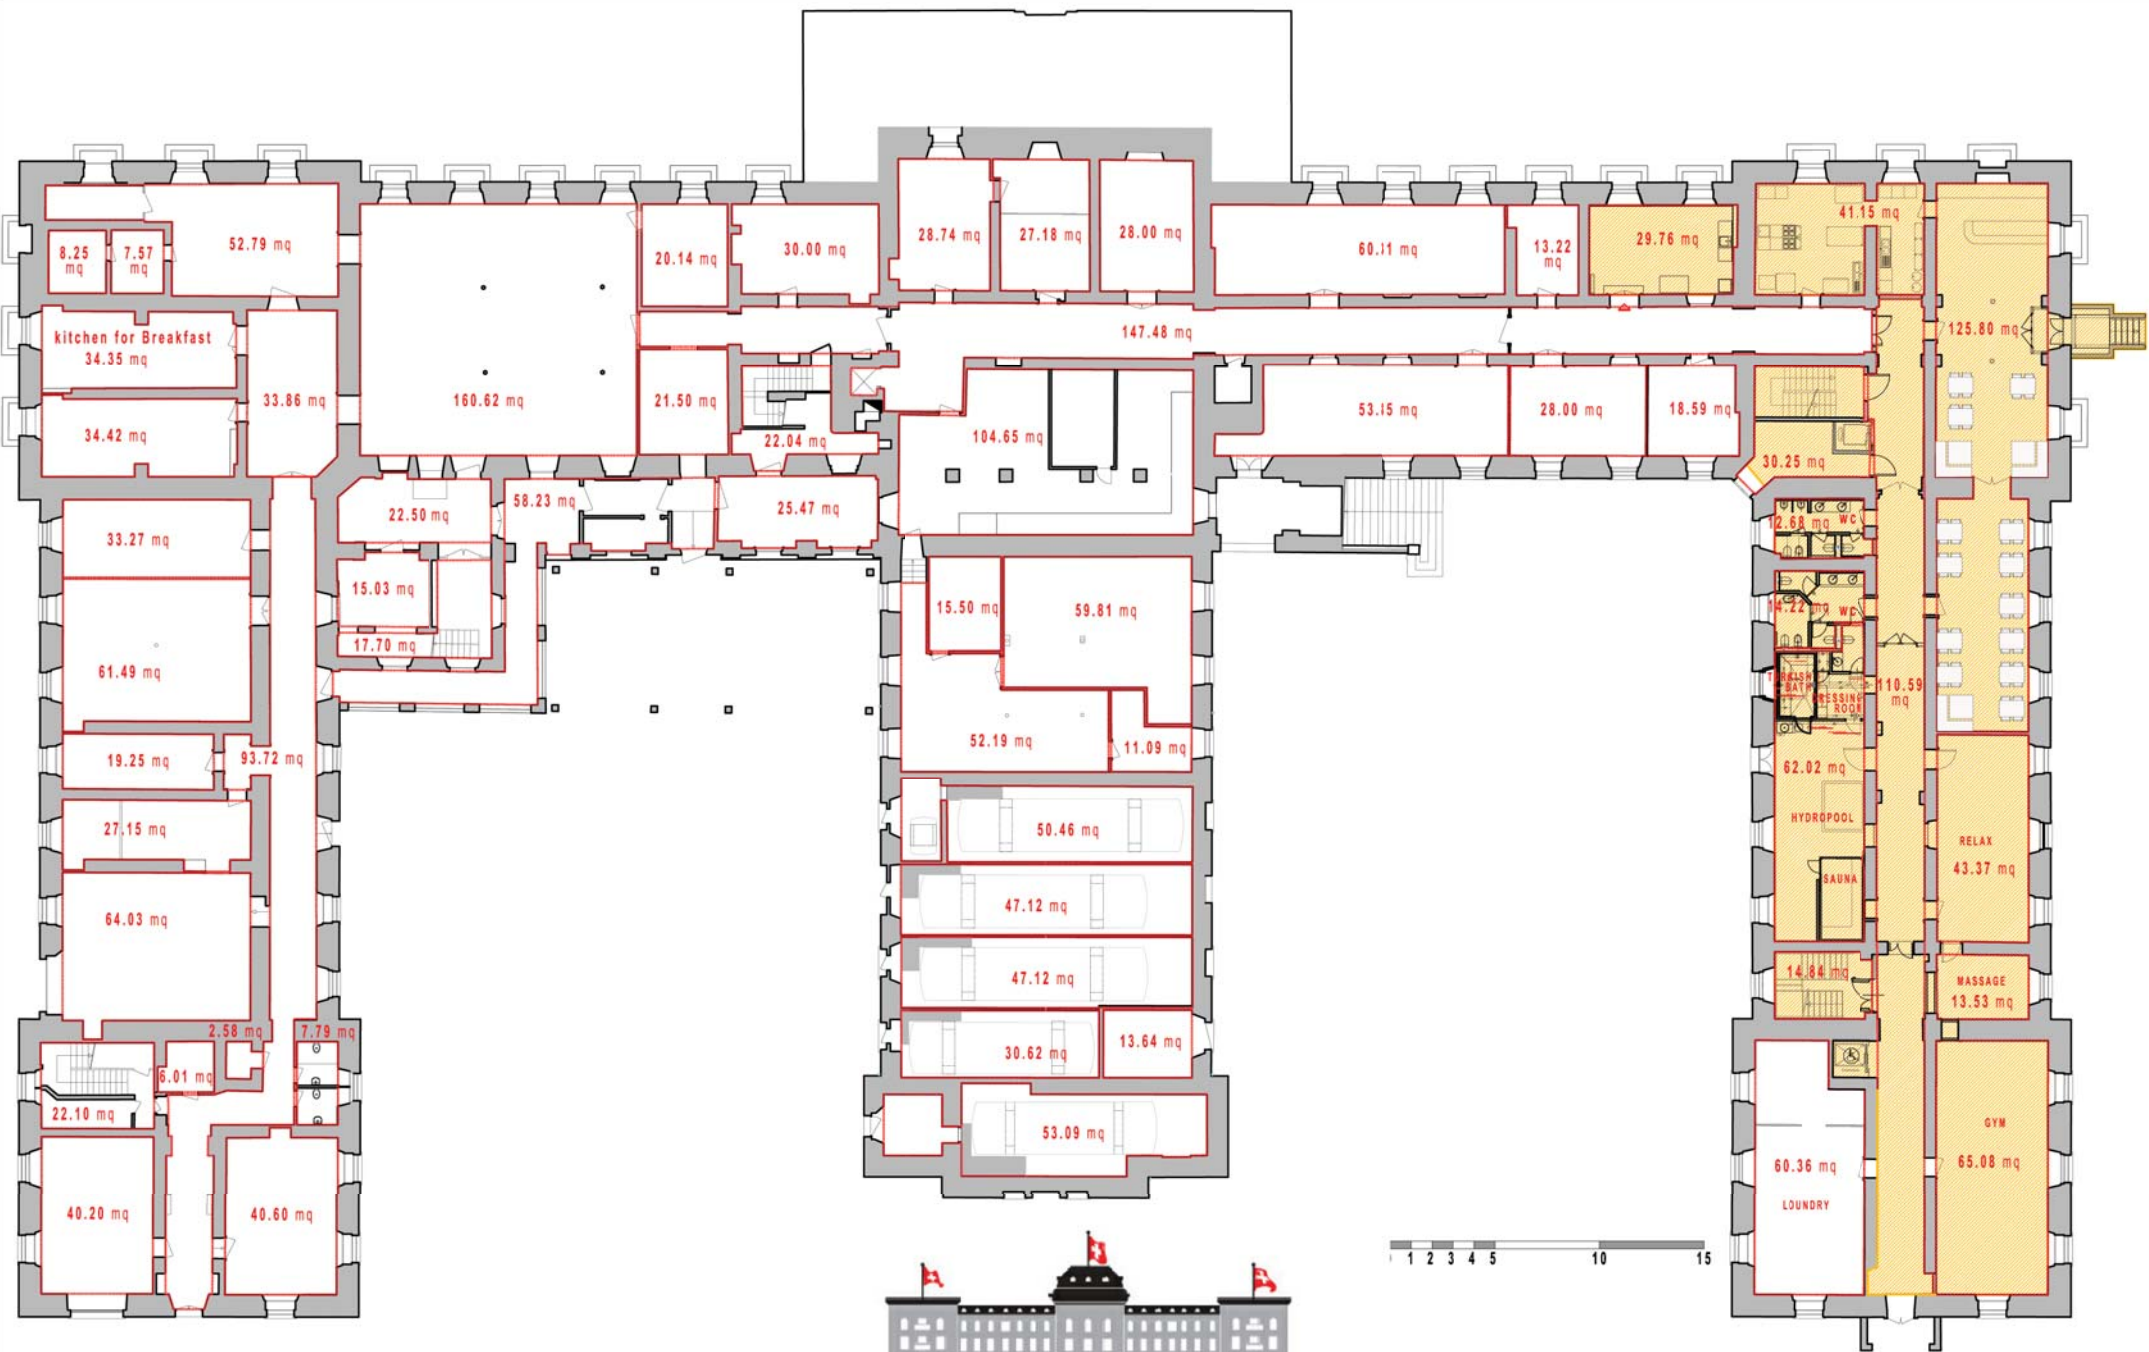 52.79 mq
8.25
mq
7.57
mq
20.14 mq
30.00 mq
28.74 mq
27.18 mq
28.00 mq
60.11 mq
13.22
mq
29.76 mq
41.15 mq
kitchen for Breakfast
34.35 mq
33.86 mq
34.42 mq
160.62 mq
21.50 mq
22.04 mq
147.48 mq
104.65 mq
53.15 mq
28.00 mq
18.59 mq
125.80 mq
30.25 mq
33.27 mq
22.50 mq
58.23 mq
25.47 mq
12.68 mq
WC
15.03 mq
17.70 mq
15.50 mq
59.81 mq
14.22 mq
WC
61.49 mq
TURKISH
BATH
DRESSING
ROOM
110.59
mq
52.19 mq
11.09 mq
19.25 mq
93.72 mq
62.02 mq
HYDROPOOL
27.15 mq
50.46 mq
RELAX
43.37 mq
SAUNA
64.03 mq
47.12 mq
47.12 mq
14.84 mq
MASSAGE
13.53 mq
2.58 mq
7.79 mq
30.62 mq
13.64 mq
6.01 mq
22.10 mq
53.09 mq
GYM
65.08 mq
60.36 mq
LOUNDRY
40.20 mq
40.60 mq
1 2 3 4 5 10 15